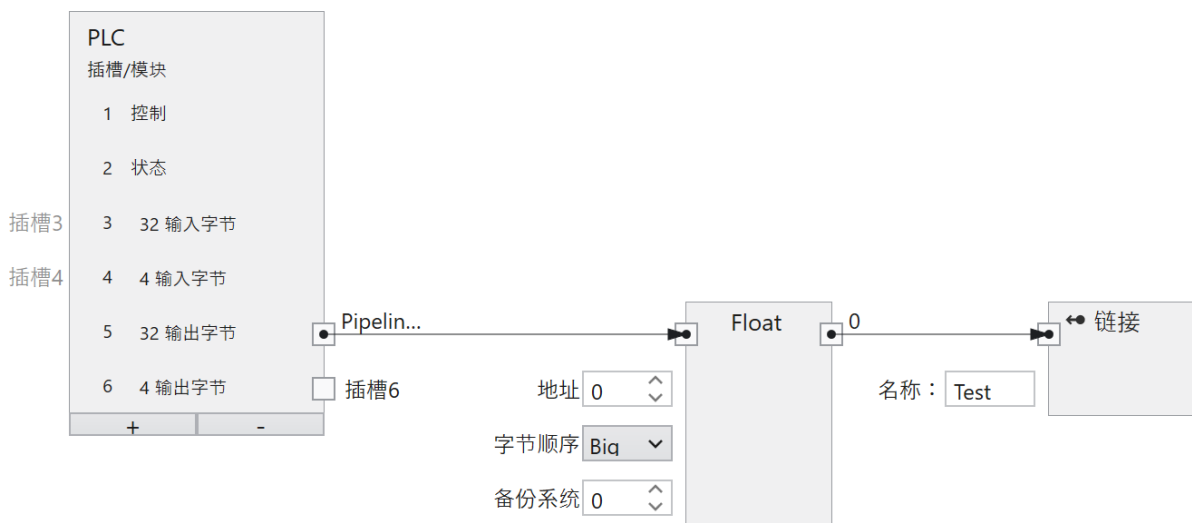 PLC
插槽/模块
1 控制
2 状态
插槽3 3 32 输入字节
插槽4 4 4 输入字节
5 32 输出字节 Pipelin... Float 0 链接
6 4 输出字节 插槽6 地址 0 名称： Test
+ -
字节顺序 Big
备份系统 0